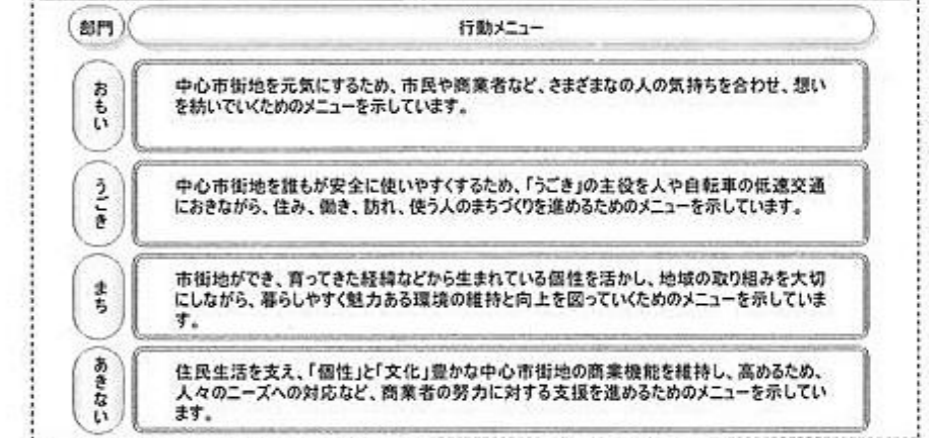 部門 行動メニュー
おもい
中心市街地を元気にするため、市民や商業者など、さまざまなの人の気持ちを合わせ、想い
を続いでいくためのメニューを示しています。
うごき
中心市街地を誰もが安全に使いやすくするため、「うごき」の主役を人や自転車の低速交通
におきながら、住み、働き、訪れ、使う人のまちづくりを進めるためのメニューを示しています。
まち
市街地ができ、育ってきた経緯などから生まれている個性を活かし、地域の取り組みを大切
にしながら、暮らしやすく魅力ある環境の維持と向上を図っていくためのメニューを示していま
す。
あきない
住民生活を支え、「個性」と「文化」豊かな中心市街地の商業機能を維持し、高めるため、
人々のニーズへの対応など、商業者の努力に対する支援を進めるためのメニューを示してい
ます。